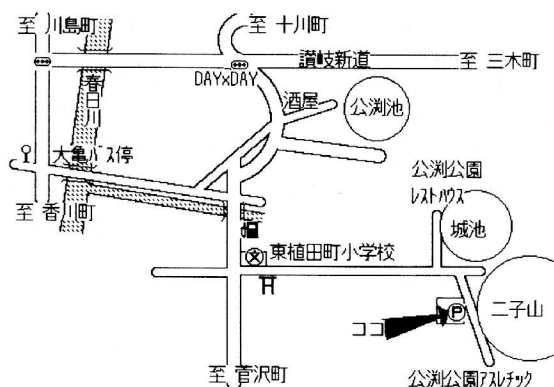 至 川島町
至 十川町
讃岐新道
至 三木町
DAYxDAY
春日川
酒屋
公渕池
大亀バス停
公渕公園
レストハウス
至 香川町
城池
文
東植田町小学校
二子山
P
ココ
至 菅沢町
公渕公園アスレチック